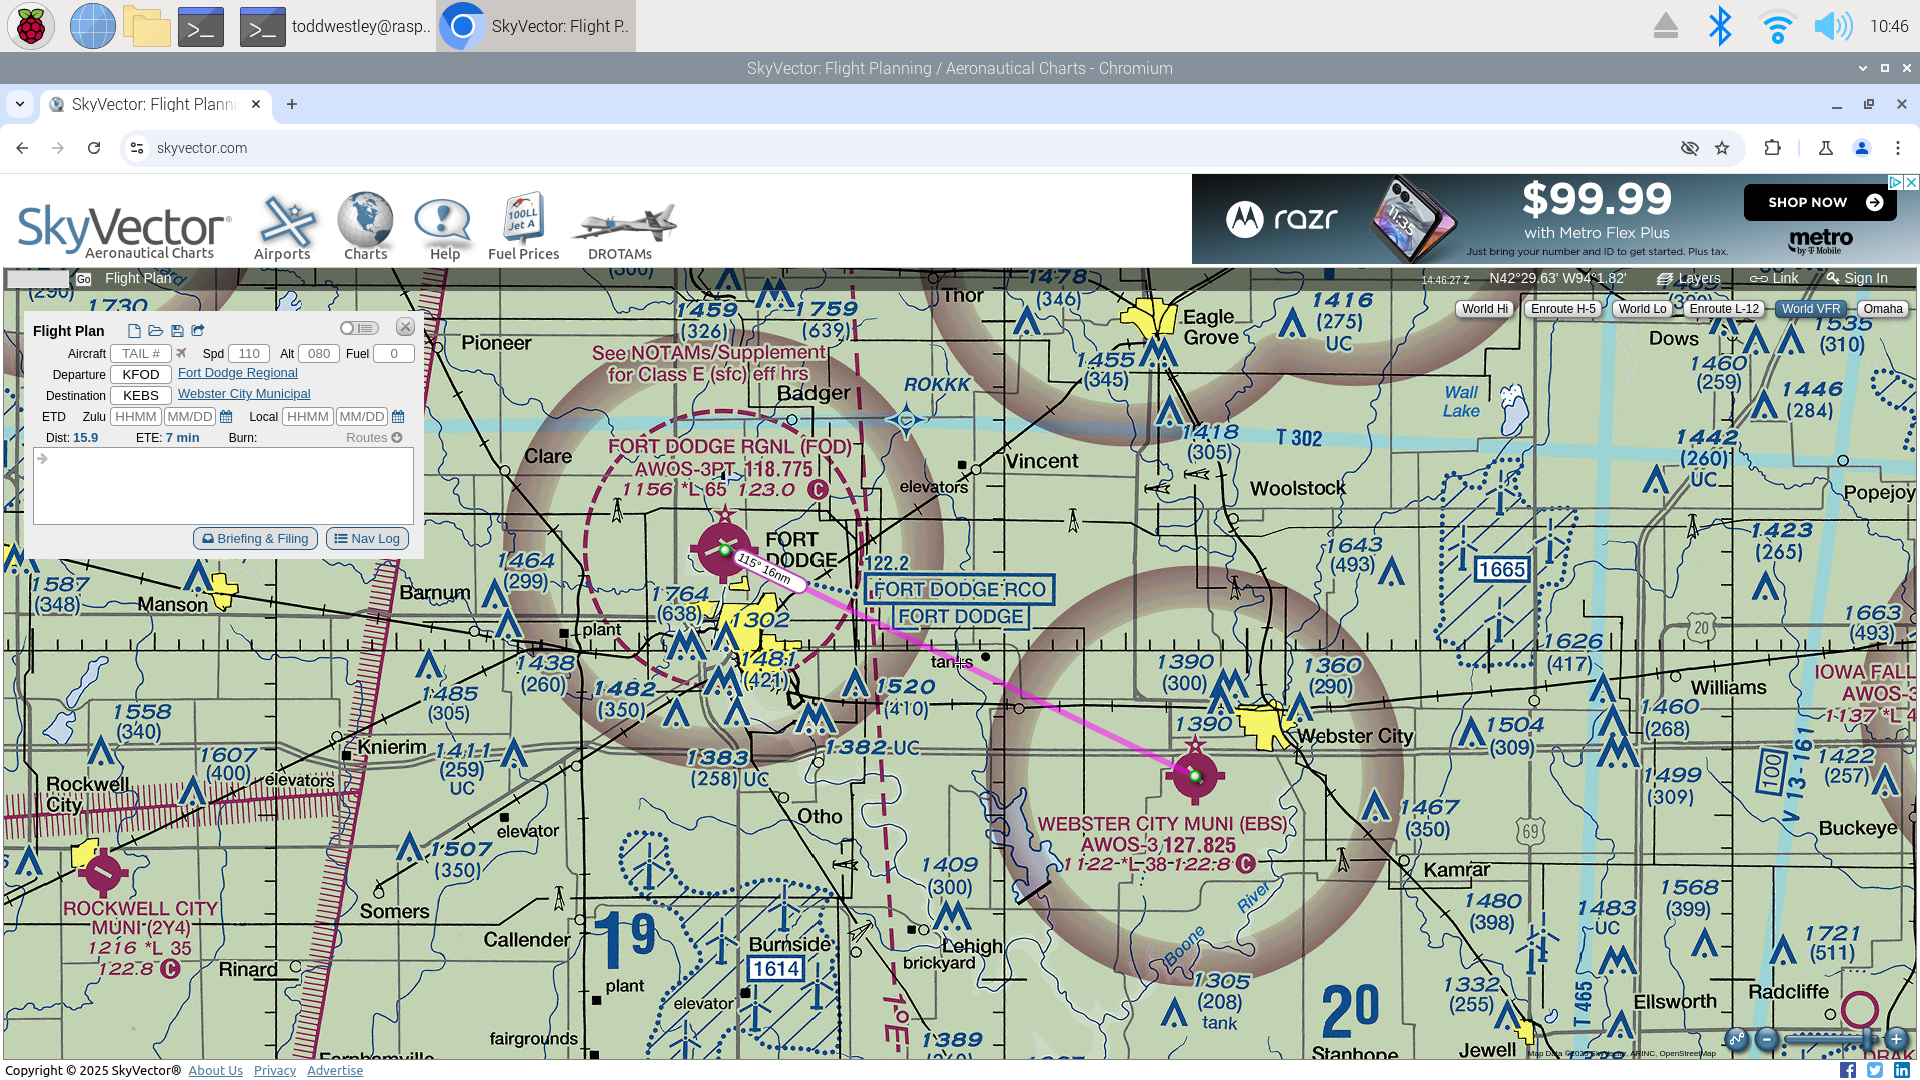 toddwestley@rasp..
SkyVector: Flight P..
10:46
SkyVector: Flight Planning / Aeronautical Charts - Chromium
SkyVector: Flight Planni
skyvector.com
SkyVector®
Aeronautical Charts
Airports
Charts
Help
100LL
Jet A
Fuel Prices
DROTAMs
razr
11:35
$99.99
with Metro Flex Plus
Just bring your number and ID to get started. Plus tax.
SHOP NOW
metro
by T Mobile
Go
Flight Plan
14:46:27 Z
N42°29.63' W94°1.82'
Layers
Link
Sign In
World Hi
Enroute H-5
World Lo
Enroute L-12
World VFR
Omaha
Flight Plan
Aircraft TAIL # Spd 110 Alt 080 Fuel 0
Departure KFOD Fort Dodge Regional
Destination KEBS Webster City Municipal
ETD Zulu HHMM MM/DD Local HHMM MM/DD
Dist: 15.9 ETE: 7 min Burn: Routes
Briefing & Filing
Nav Log
(290)
1730
(300)
1459
(326)
1759
(639)
Thor
1478
(346)
Eagle
Grove
1416
(275)
UC
Dows
1535
(310)
Pioneer
See NOTAMs/Supplement
for Class E (sfc) eff hrs
Badger
ROKKK
1455
(345)
Wall
Lake
1460
(259)
1446
(284)
Clare
FORT DODGE RGNL (FOD)
AWOS-3PT 118.775
1156 *L 65 123.0 C
Vincent
elevators
1418
(305)
T 302
1442
(260)
UC
Woolstock
Popejoy
1423
(265)
FORT
DODGE
115° 16nm
122.2
FORT DODGE RCO
FORT DODGE
1643
(493)
1665
1587
(348)
Manson
Barnum
1464
(299)
1764
(638)
1302
plant
1481
(421)
1438
(260)
1482
(350)
1485
(305)
tanks
1520
(410)
1390
(300)
1360
(290)
1390
Webster City
20
1663
(493)
1626
(417)
Williams
IOWA FALL
AWOS-3
1137 *L 4
1460
(268)
1504
(309)
1558
(340)
1607
(400)
Knierim
1411
(259)
UC
elevators
1383
(258) UC
1382 UC
Rockwell
City
1499
(309)
100
V 13-161
1422
(257)
Otho
elevator
1507
(350)
WEBSTER CITY MUNI (EBS)
AWOS-3 127.825
1122 *L 38 122.8 C
1467
(350)
69
Buckeye
Kamrar
ROCKWELL CITY
MUNI (2Y4)
1216 *L 35
122.8 C
Rinard
Somers
Callender
19
Burnside
1614
1409
(300)
Lehigh
brickyard
Boone
River
1480
(398)
1483
UC
1568
(399)
1721
(511)
plant
elevator
fairgrounds
Farnhamville
1°E
1389
1305
(208)
tank
20
1332
(255)
T 465
Ellsworth
Radcliffe
Stanhope
Jewell
Copyright © 2025 SkyVector® About Us Privacy Advertise